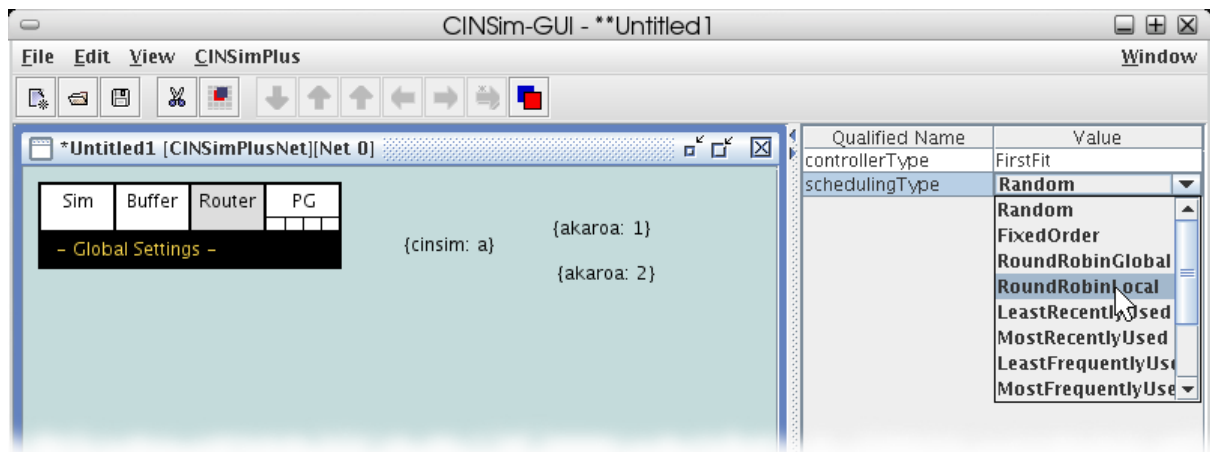 CINSim-GUI - **Untitled1
File Edit View CINSimPlus Window
*Untitled1 [CINSimPlusNet][Net 0]
Sim Buffer Router PG
- Global Settings -
{cinsim: a}
{akaroa: 1}
{akaroa: 2}
Qualified Name Value
controllerType FirstFit
schedulingType Random
Random
FixedOrder
RoundRobinGlobal
RoundRobinLocal
LeastRecentlyUsed
MostRecentlyUsed
LeastFrequentlyUs
MostFrequentlyUse